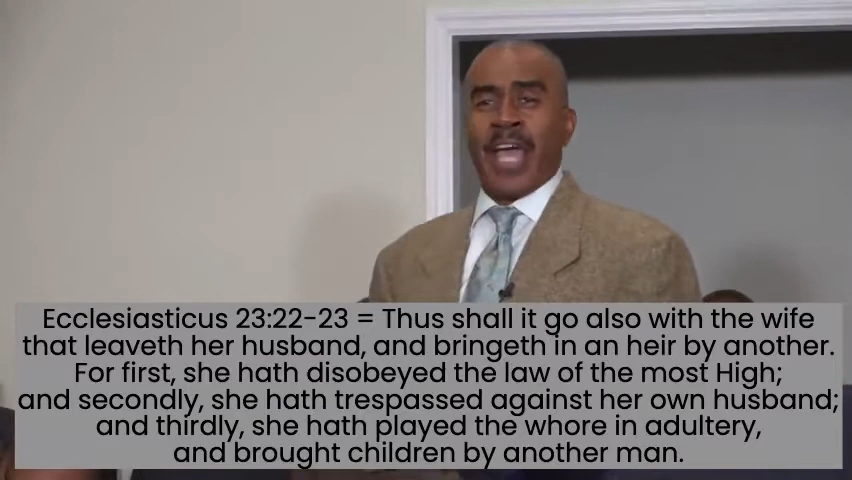 Ecclesiasticus 23:22-23 = Thus shall it go also with the wife
that leaveth her husband, and bringeth in an heir by another.
For first, she hath disobeyed the law of the most High;
and secondly, she hath trespassed against her own husband;
and thirdly, she hath played the whore in adultery,
and brought children by another man.